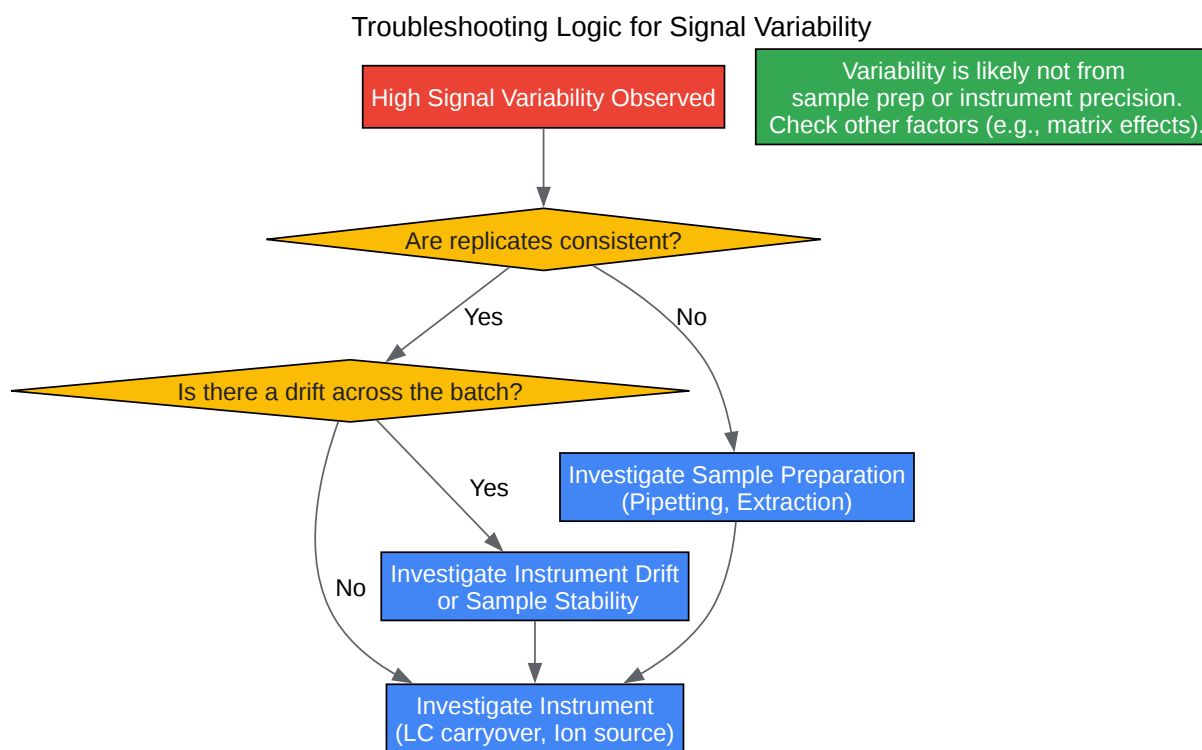 Troubleshooting Logic for Signal Variability
High Signal Variability Observed
Variability is likely not from
sample prep or instrument precision.
Check other factors (e.g., matrix effects).
Are replicates consistent?
Yes
No
Is there a drift across the batch?
Investigate Sample Preparation
(Pipetting, Extraction)
Yes
Investigate Instrument Drift
or Sample Stability
No
Investigate Instrument
(LC carryover, Ion source)